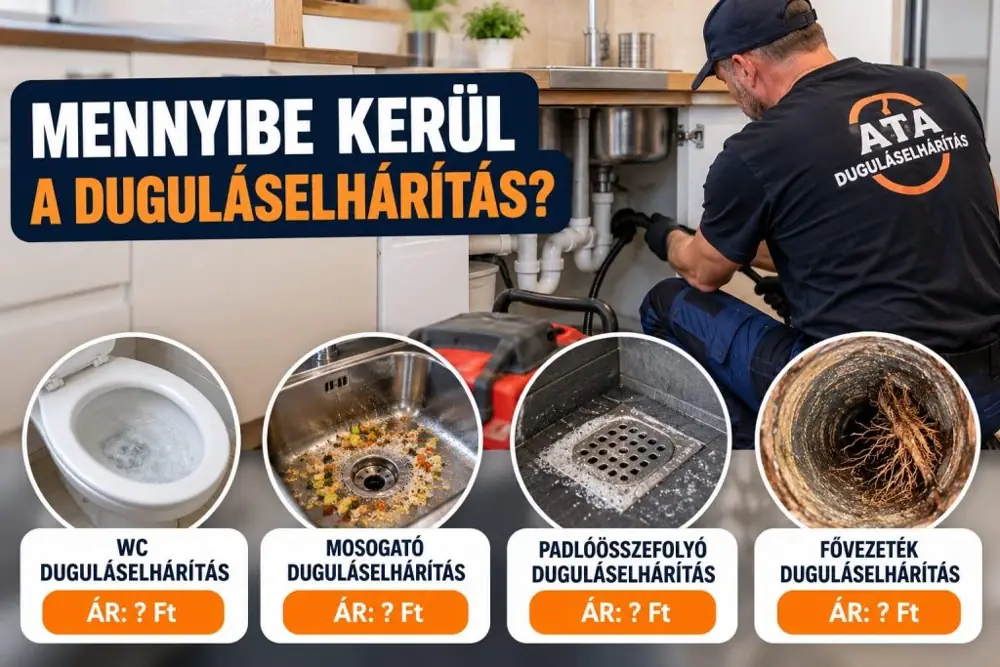 MENNYIBE KERÜL
A DUGULÁSELHÁRÍTÁS?
ATA
DUGULÁSELHÁRÍTÁS
WC
DUGULÁSELHÁRÍTÁS
ÁR: ? Ft
MOSOGATÓ
DUGULÁSELHÁRÍTÁS
ÁR: ? Ft
PADLÓÖSSZEFOLYÓ
DUGULÁSELHÁRÍTÁS
ÁR: ? Ft
FŐVEZETÉK
DUGULÁSELHÁRÍTÁS
ÁR: ? Ft